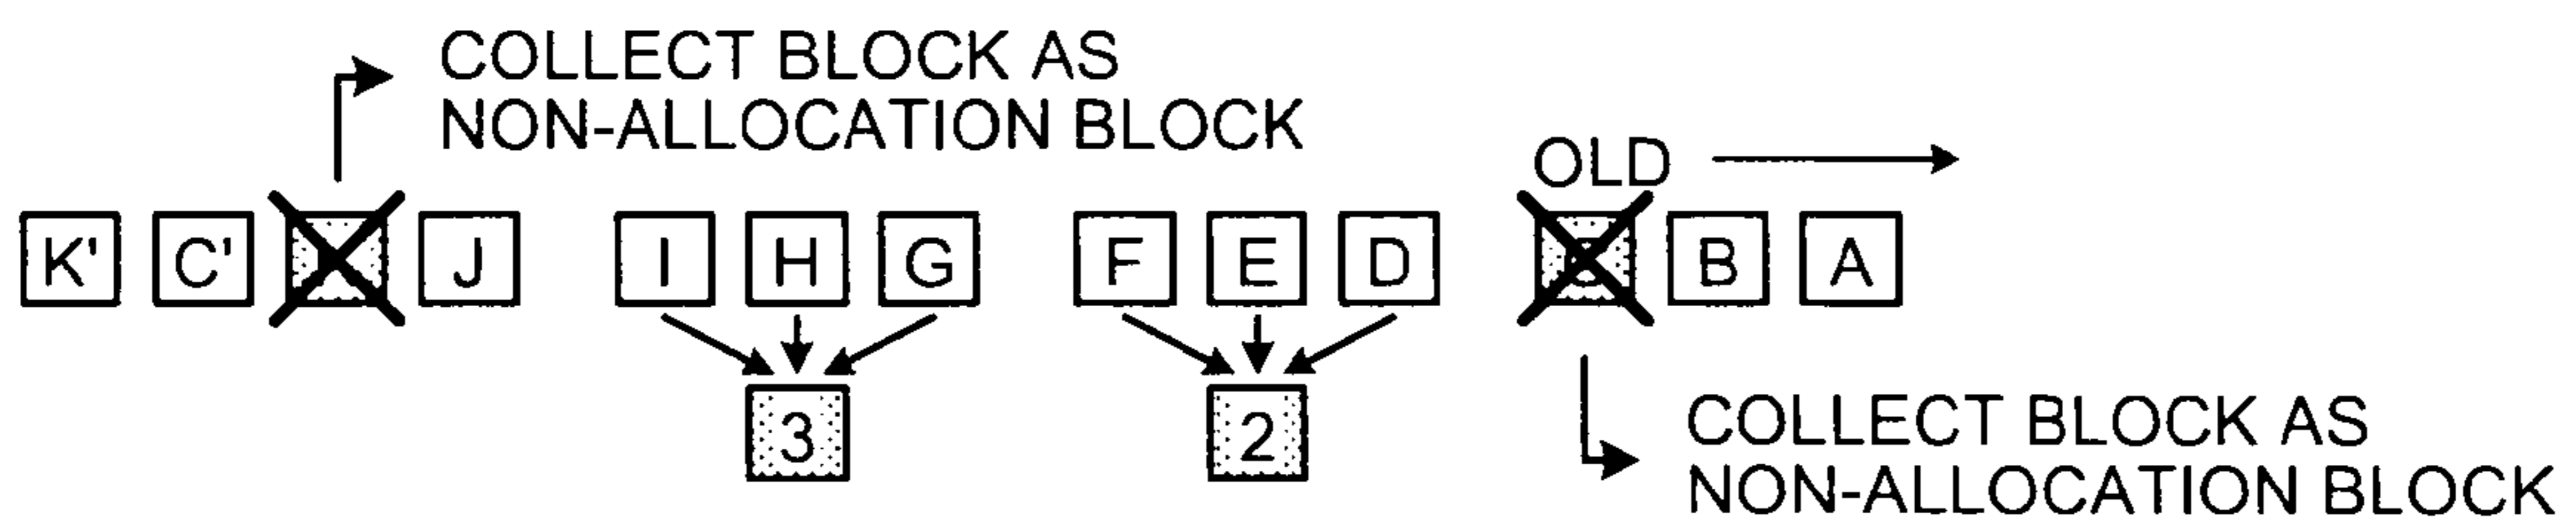 COLLECT BLOCK AS
NON-ALLOCATION BLOCK
OLD
K' C' J I H G F E D B A
3 2
COLLECT BLOCK AS
NON-ALLOCATION BLOCK